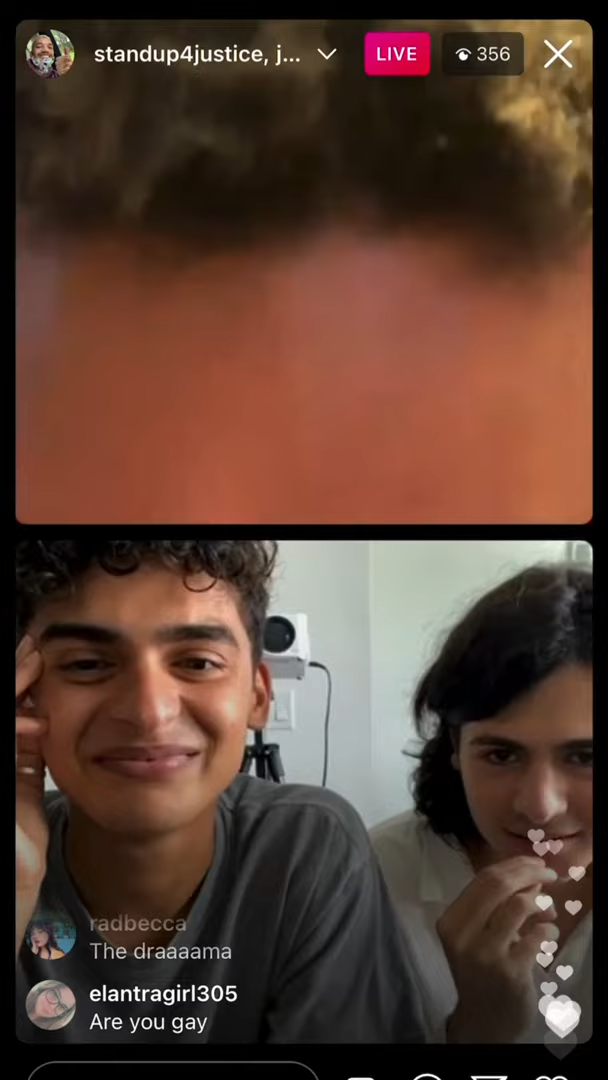 standup4justice, j...
LIVE
356
radbecca
The draaaama
elantragirl305
Are you gay